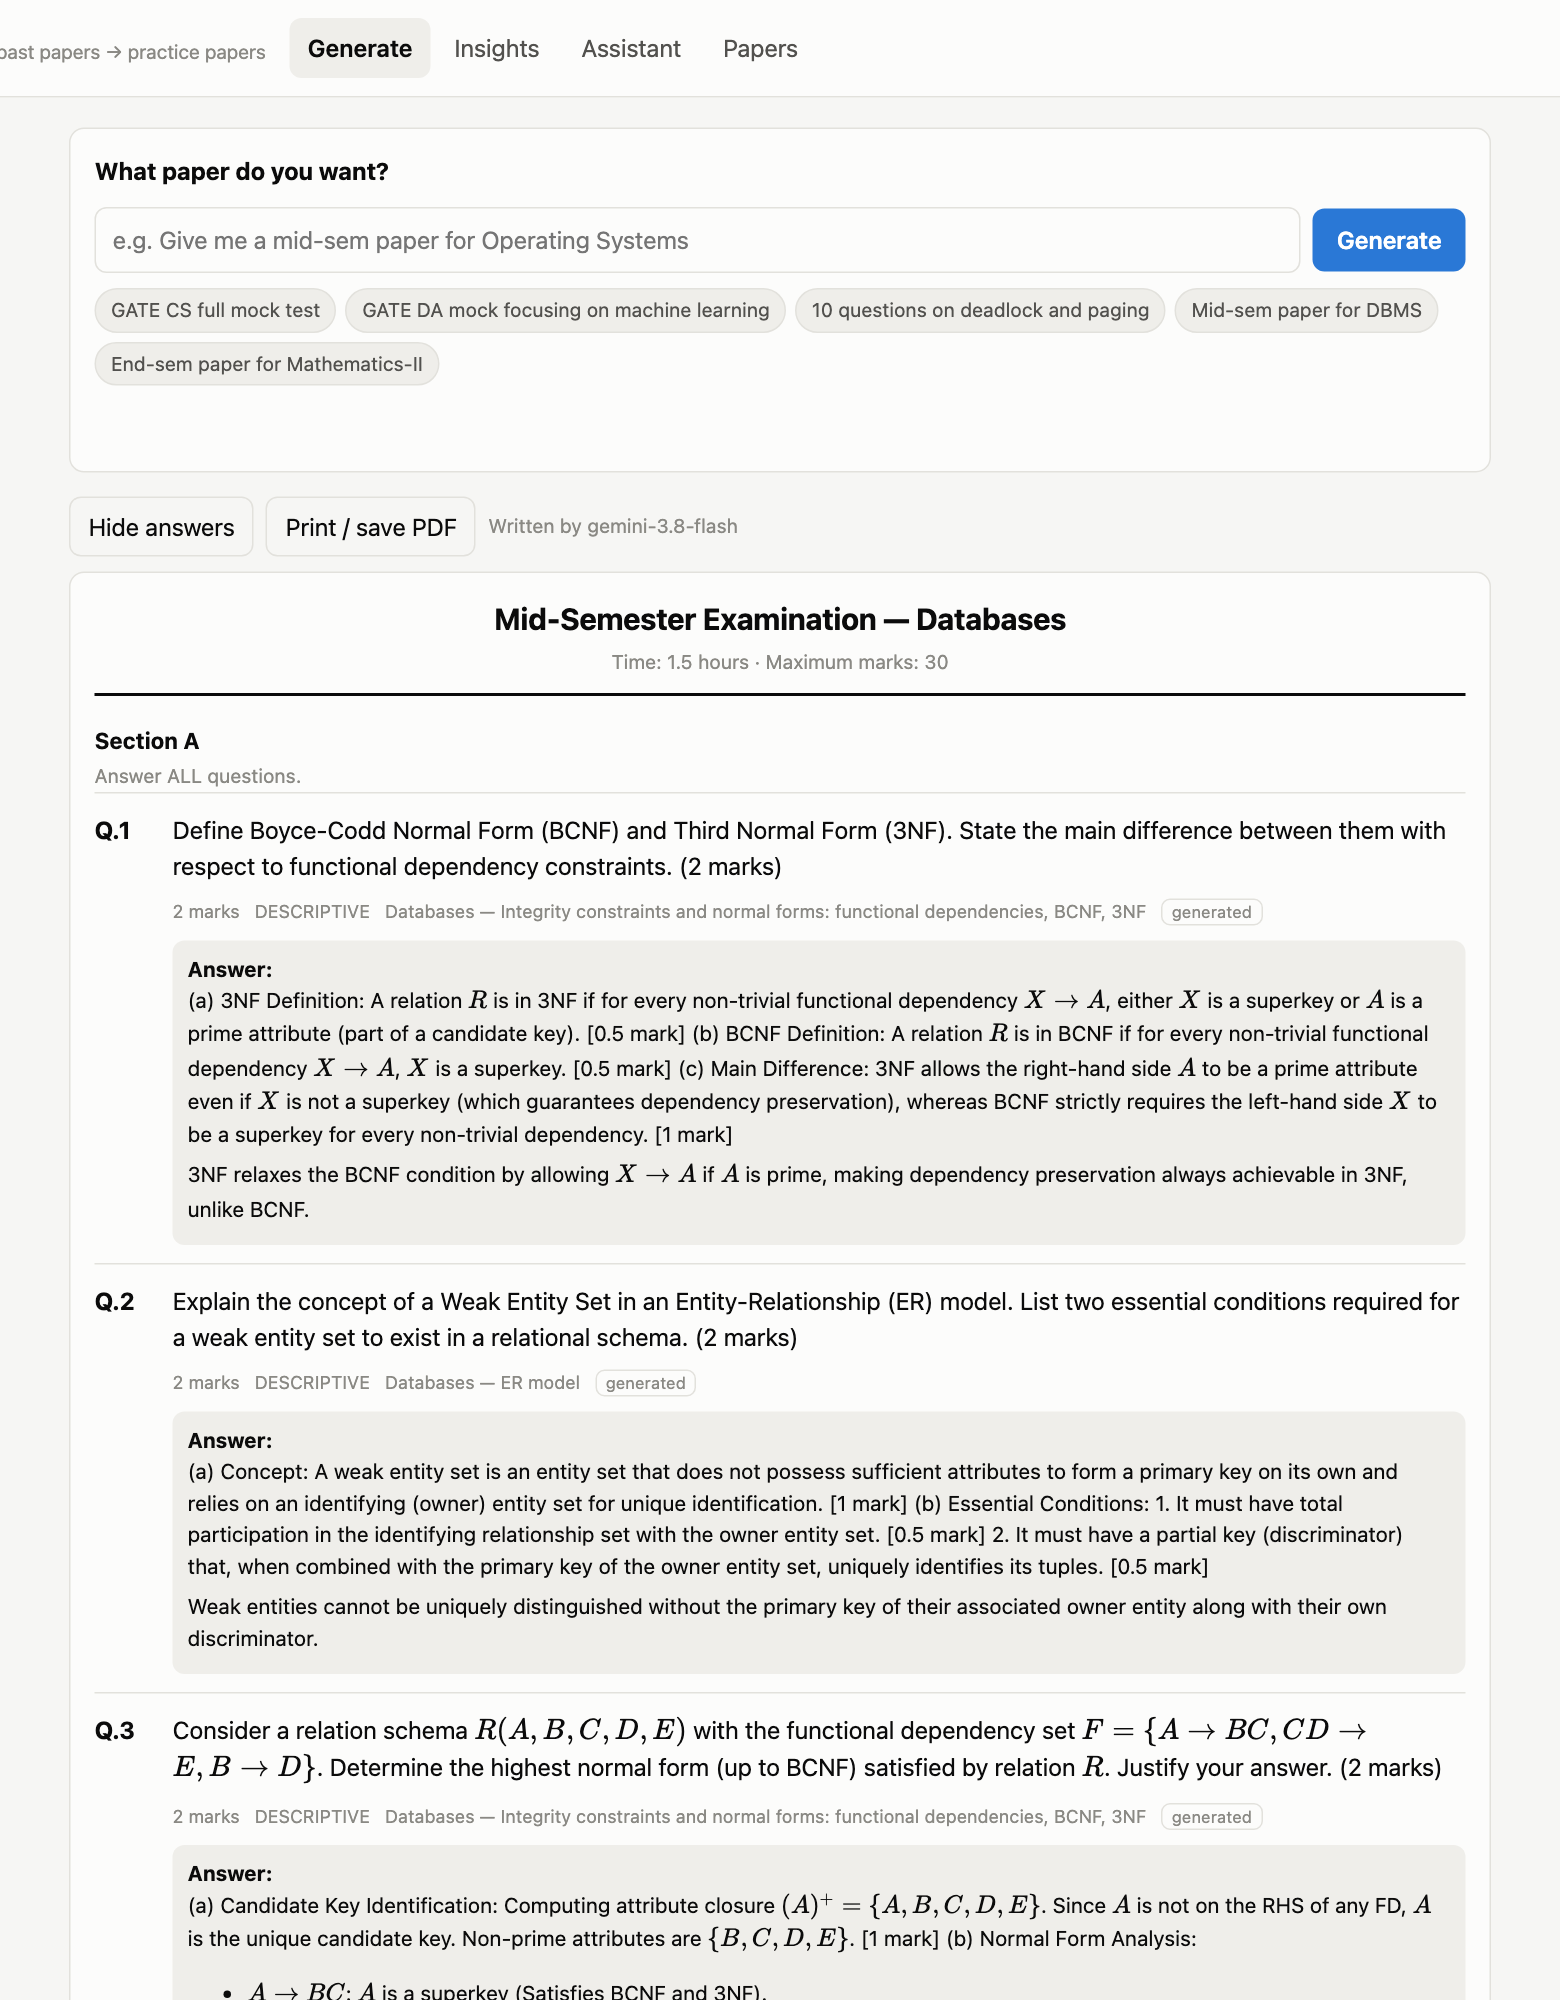 past papers → practice papers
Generate
Insights
Assistant
Papers
What paper do you want?
e.g. Give me a mid-sem paper for Operating Systems
Generate
GATE CS full mock test
GATE DA mock focusing on machine learning
10 questions on deadlock and paging
Mid-sem paper for DBMS
End-sem paper for Mathematics-II
Hide answers
Print / save PDF
Written by gemini-3.8-flash
Mid-Semester Examination — Databases
Time: 1.5 hours · Maximum marks: 30
Section A
Answer ALL questions.
Q.1 Define Boyce-Codd Normal Form (BCNF) and Third Normal Form (3NF). State the main difference between them with
respect to functional dependency constraints. (2 marks)
2 marks DESCRIPTIVE Databases — Integrity constraints and normal forms: functional dependencies, BCNF, 3NF generated
Answer:
(a) 3NF Definition: A relation R is in 3NF if for every non-trivial functional dependency X → A, either X is a superkey or A is a
prime attribute (part of a candidate key). [0.5 mark] (b) BCNF Definition: A relation R is in BCNF if for every non-trivial functional
dependency X → A, X is a superkey. [0.5 mark] (c) Main Difference: 3NF allows the right-hand side A to be a prime attribute
even if X is not a superkey (which guarantees dependency preservation), whereas BCNF strictly requires the left-hand side X to
be a superkey for every non-trivial dependency. [1 mark]
3NF relaxes the BCNF condition by allowing X → A if A is prime, making dependency preservation always achievable in 3NF,
unlike BCNF.
Q.2 Explain the concept of a Weak Entity Set in an Entity-Relationship (ER) model. List two essential conditions required for
a weak entity set to exist in a relational schema. (2 marks)
2 marks DESCRIPTIVE Databases — ER model generated
Answer:
(a) Concept: A weak entity set is an entity set that does not possess sufficient attributes to form a primary key on its own and
relies on an identifying (owner) entity set for unique identification. [1 mark] (b) Essential Conditions: 1. It must have total
participation in the identifying relationship set with the owner entity set. [0.5 mark] 2. It must have a partial key (discriminator)
that, when combined with the primary key of the owner entity set, uniquely identifies its tuples. [0.5 mark]
Weak entities cannot be uniquely distinguished without the primary key of their associated owner entity along with their own
discriminator.
Q.3 Consider a relation schema R(A, B, C, D, E) with the functional dependency set F = {A → BC, CD →
E, B → D}. Determine the highest normal form (up to BCNF) satisfied by relation R. Justify your answer. (2 marks)
2 marks DESCRIPTIVE Databases — Integrity constraints and normal forms: functional dependencies, BCNF, 3NF generated
Answer:
(a) Candidate Key Identification: Computing attribute closure (A)⁺ = {A, B, C, D, E}. Since A is not on the RHS of any FD, A
is the unique candidate key. Non-prime attributes are {B, C, D, E}. [1 mark] (b) Normal Form Analysis:
• A → BC: A is a superkey (Satisfies BCNF and 3NF).